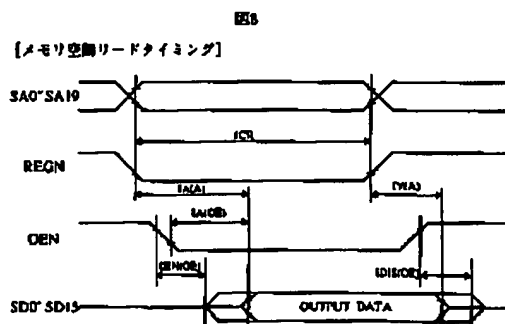 図8
[メモリ空間リードタイミング]
SA0~SA19
tCR
REGN
tA(A)
tV(A)
tA(OE)
OEN
tEN(OE)
tDIS(OE)
SD0~SD15
OUTPUT DATA